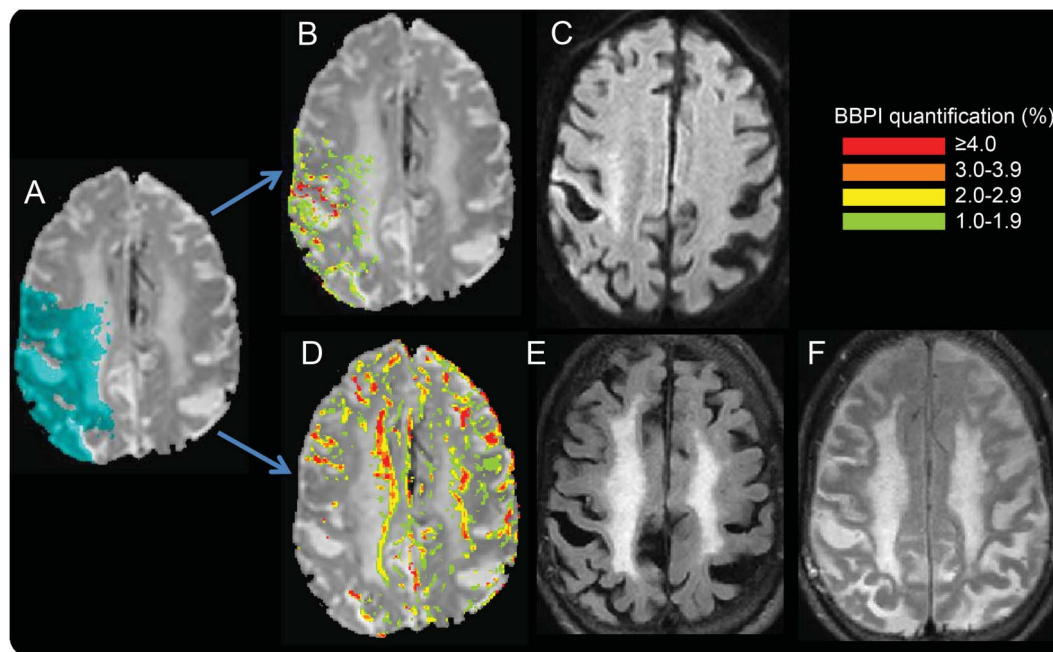 A
B
C
D
E
F
BBPI quantification (%)
≥4.0
3.0-3.9
2.0-2.9
1.0-1.9